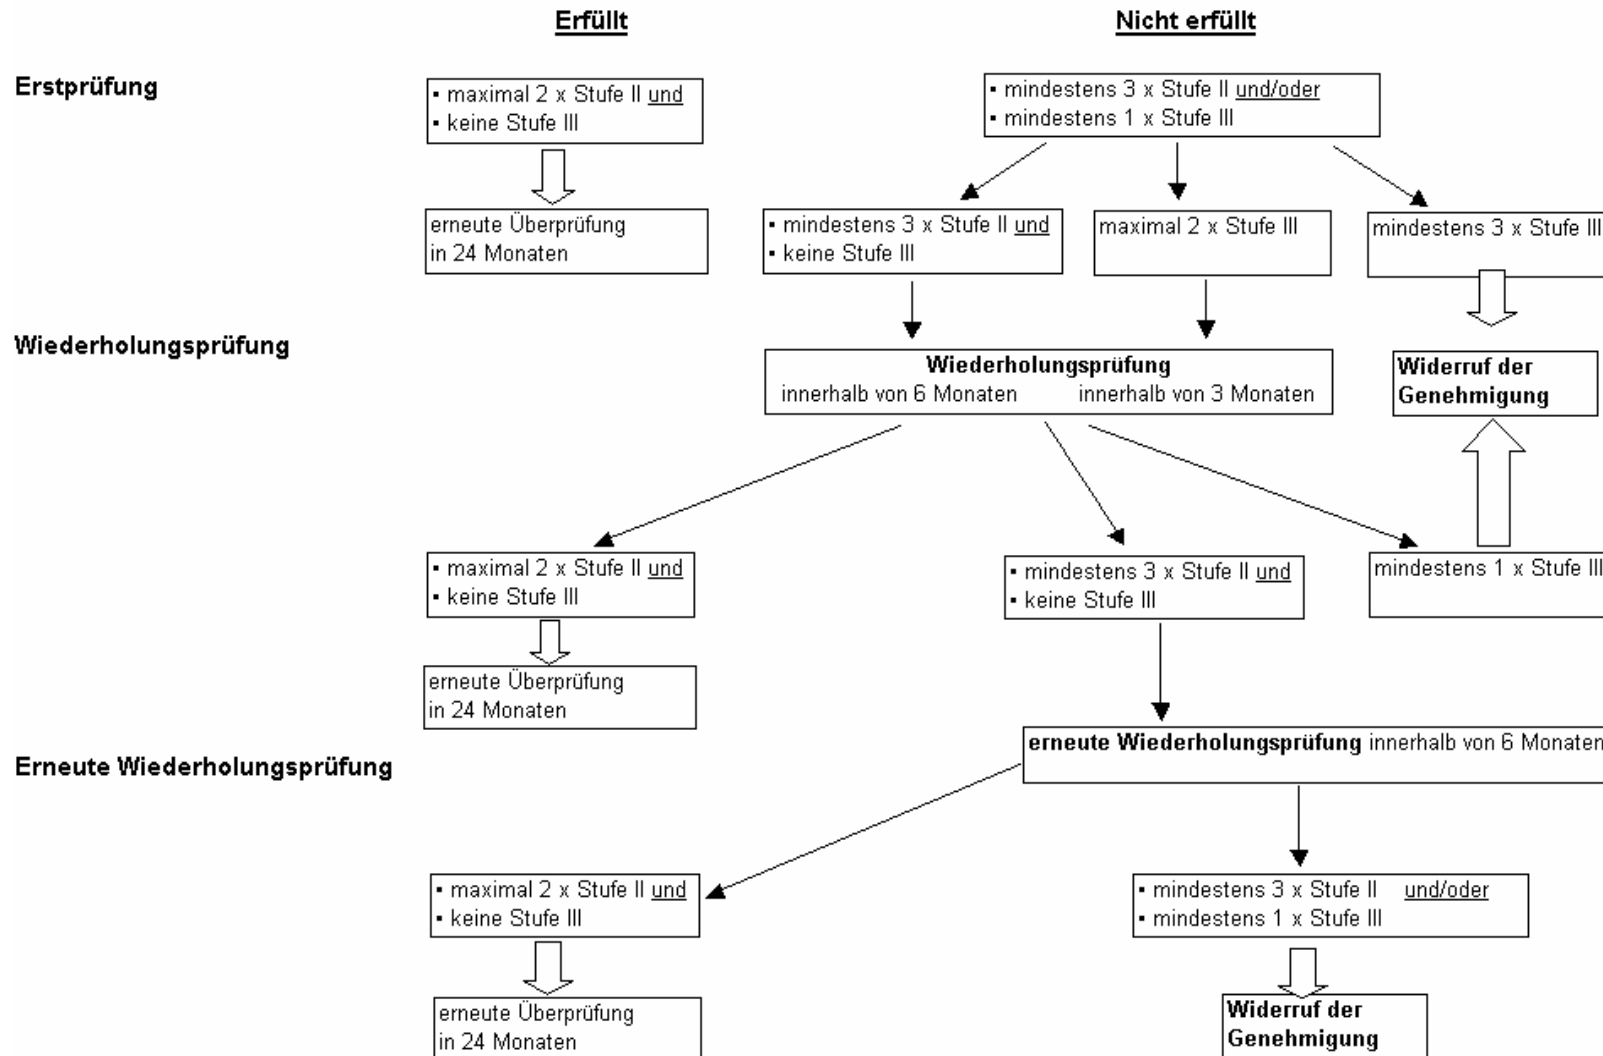 Erfüllt
Nicht erfüllt
Erstprüfung
▪ maximal 2 x Stufe II und
▪ keine Stufe III
▪ mindestens 3 x Stufe II und/oder
▪ mindestens 1 x Stufe III
erneute Überprüfung
in 24 Monaten
▪ mindestens 3 x Stufe II und
▪ keine Stufe III
maximal 2 x Stufe III
mindestens 3 x Stufe III
Wiederholungsprüfung
Wiederholungsprüfung
innerhalb von 6 Monaten innerhalb von 3 Monaten
Widerruf der
Genehmigung
▪ maximal 2 x Stufe II und
▪ keine Stufe III
▪ mindestens 3 x Stufe II und
▪ keine Stufe III
mindestens 1 x Stufe III
erneute Überprüfung
in 24 Monaten
erneute Wiederholungsprüfung innerhalb von 6 Monaten
Erneute Wiederholungsprüfung
▪ maximal 2 x Stufe II und
▪ keine Stufe III
▪ mindestens 3 x Stufe II und/oder
▪ mindestens 1 x Stufe III
erneute Überprüfung
in 24 Monaten
Widerruf der
Genehmigung